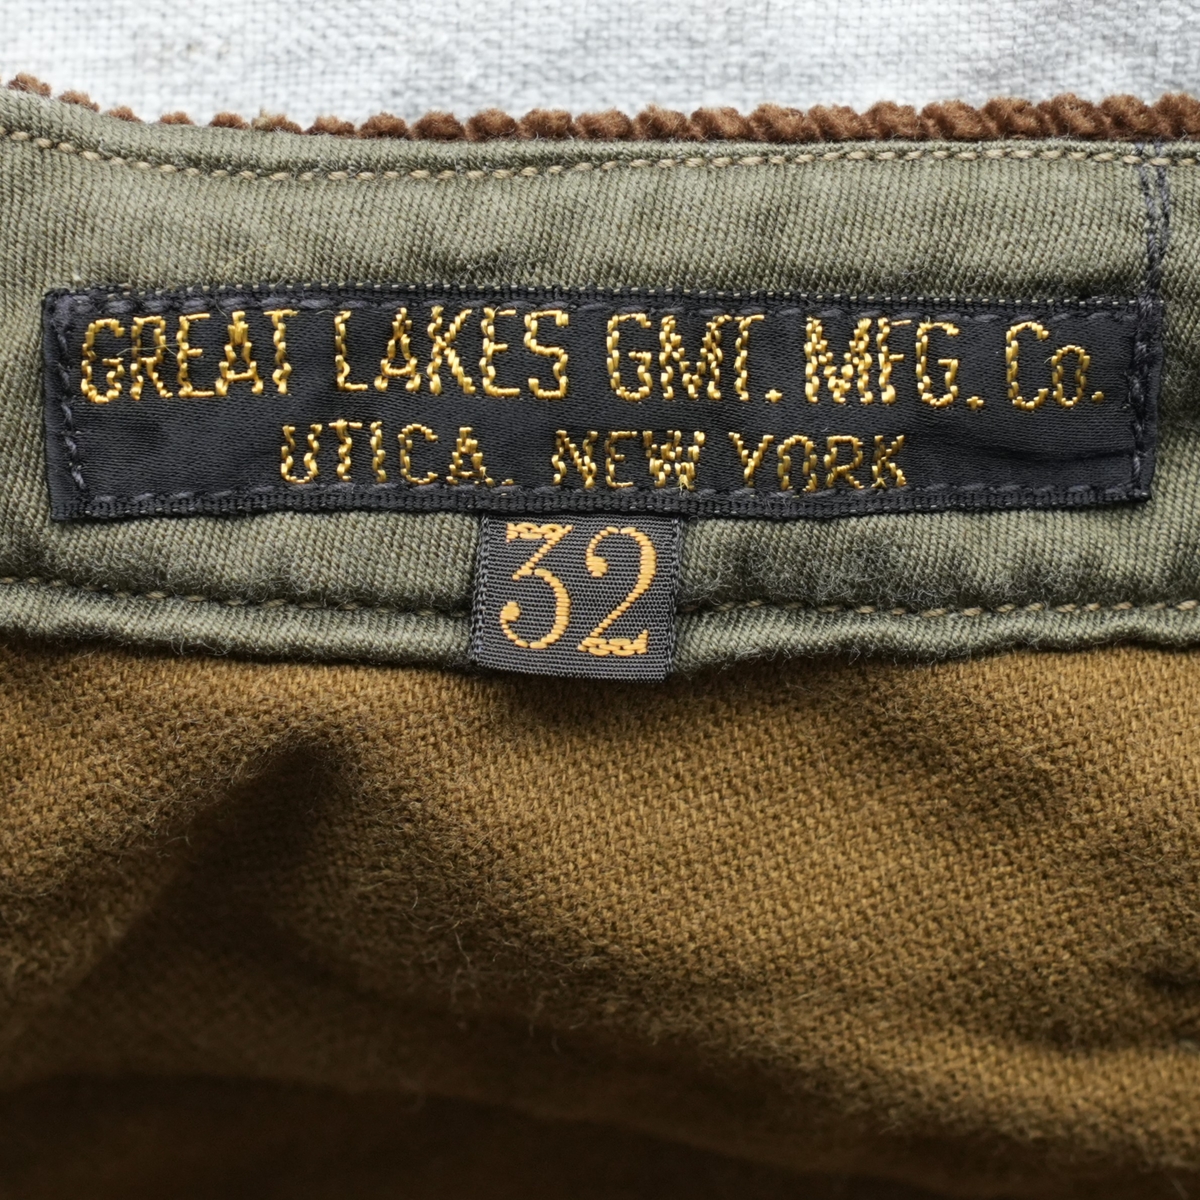 GREAT LAKES GMT. MFG. Co.
UTICA. NEW YORK
32